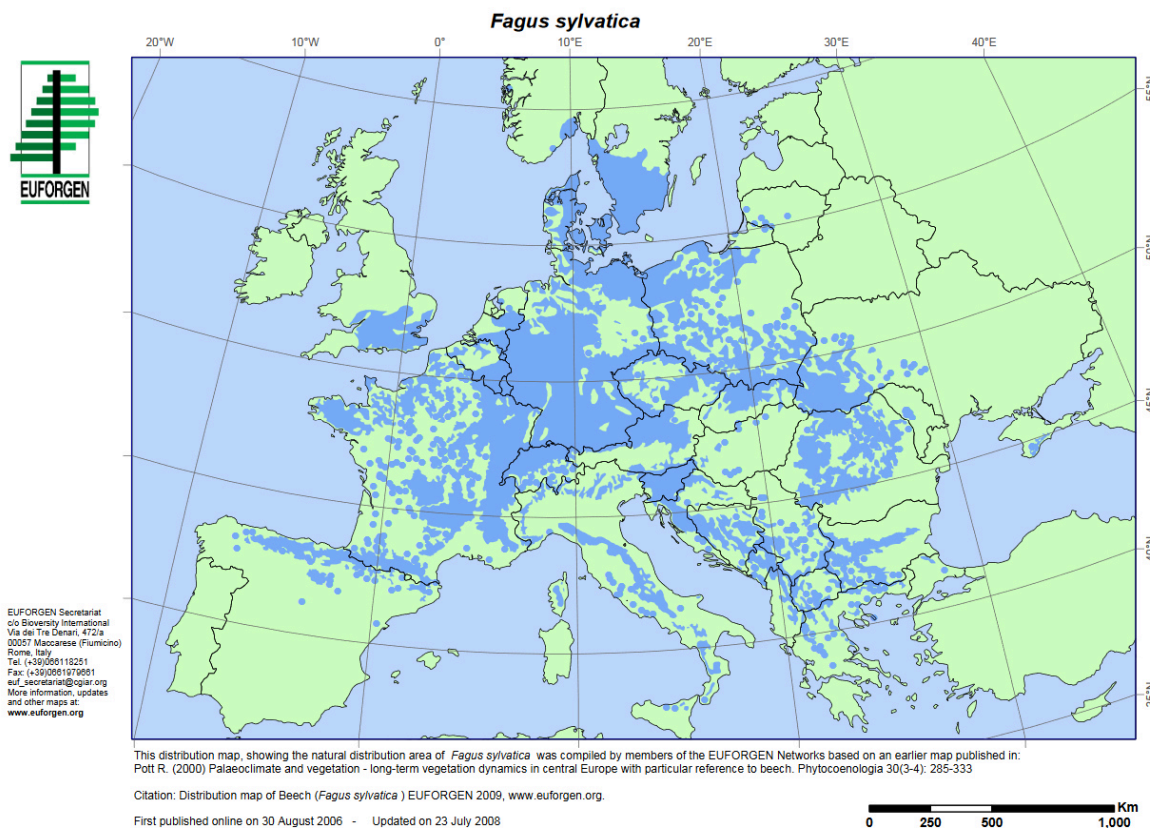 Fagus sylvatica
20°W
10°W
0°E
10°E
20°E
30°E
40°E
55°N
50°N
45°N
40°N
35°N
EUFORGEN
EUFORGEN Secretariat
c/o Bioversity International
Via dei Tre Denari, 472/a
00057 Maccarese (Fiumicino)
Rome, Italy
Tel. (+39)066118251
Fax: (+39)0661979661
euf_secretariat@cgiar.org
More information, updates
and other maps at:
www.euforgen.org
This distribution map, showing the natural distribution area of Fagus sylvatica was compiled by members of the EUFORGEN Networks based on an earlier map published in:
Pott R. (2000) Palaeoclimate and vegetation - long-term vegetation dynamics in central Europe with particular reference to beech. Phytocoenologia 30(3-4): 285-333
Citation: Distribution map of Beech (Fagus sylvatica ) EUFORGEN 2009, www.euforgen.org.
First published online on 30 August 2006 - Updated on 23 July 2008
Km
0 250 500 1,000